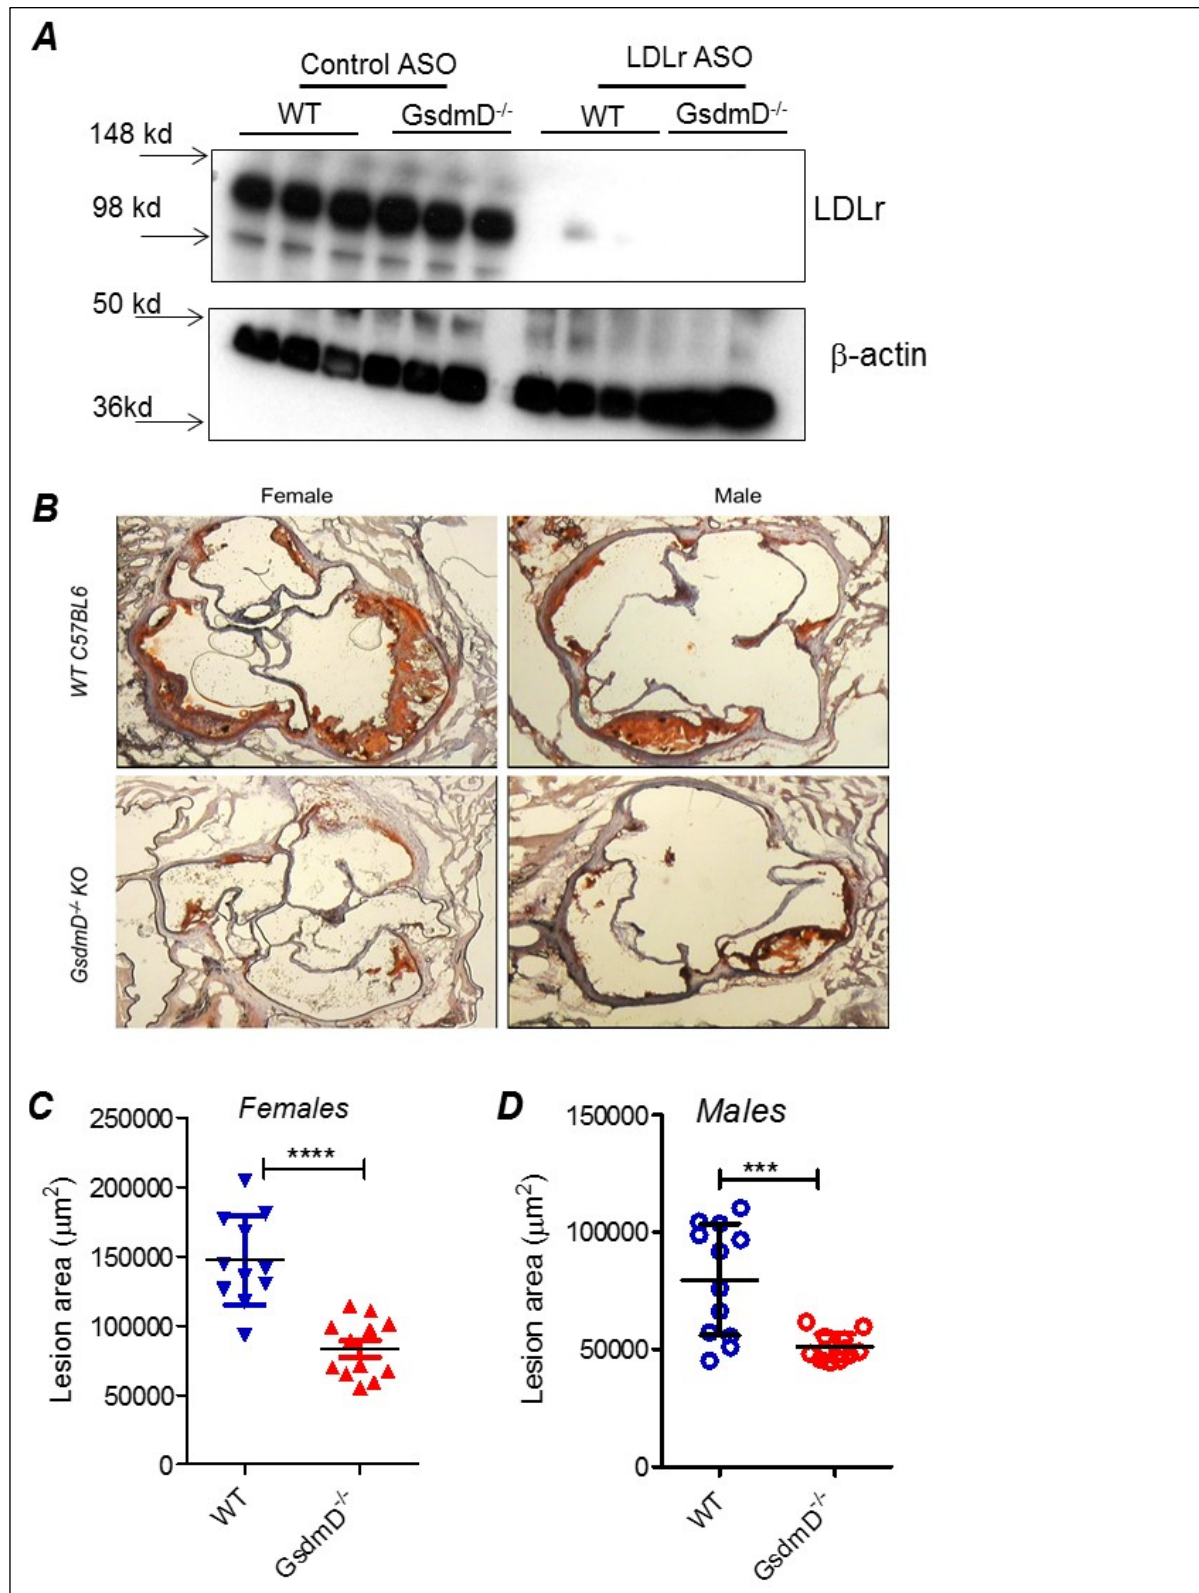 A
Control ASO
LDLr ASO
WT
GsdmD-/-
WT
GsdmD-/-
148 kd
98 kd
LDLr
50 kd
β-actin
36kd
B
Female
Male
WT C57BL6
GsdmD-/- KO
C
Females
250000
200000
150000
100000
50000
0
Lesion area (μm2)
****
WT
GsdmD-/-
D
Males
150000
100000
50000
0
Lesion area (μm2)
***
WT
GsdmD-/-